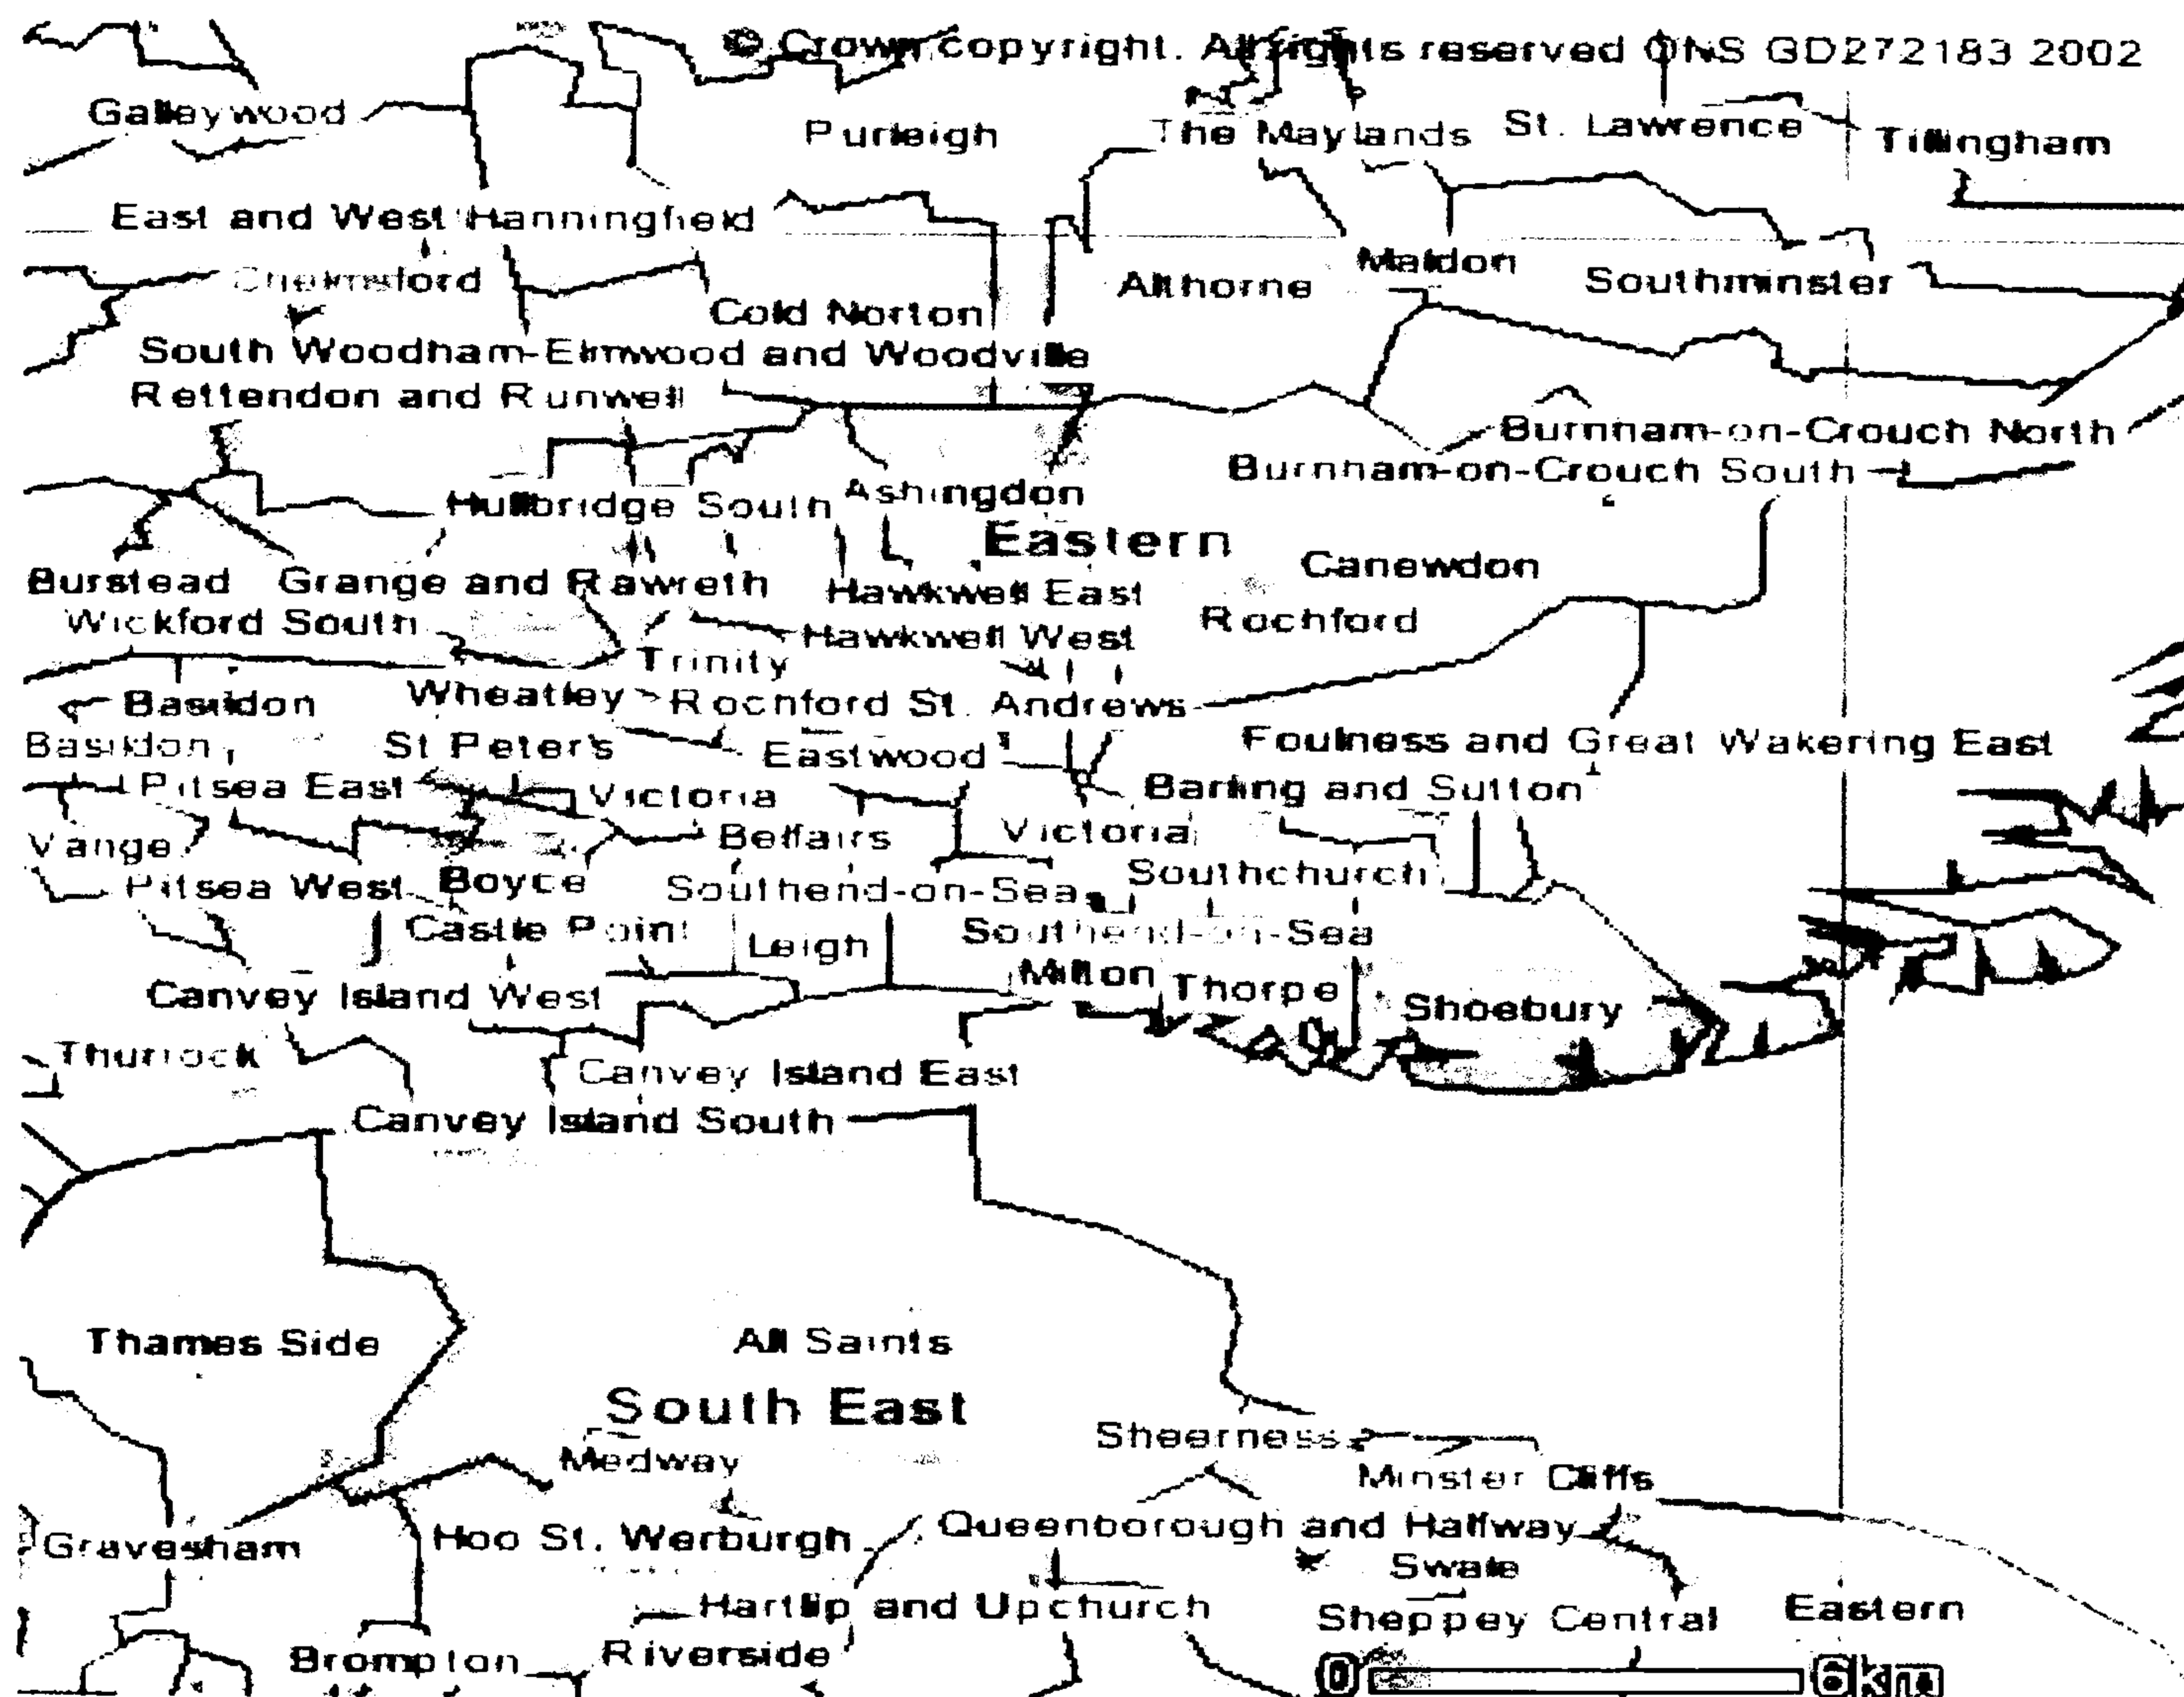 © Crown copyright. All rights reserved ONS GD272183 2002
Galleywood
Purleigh
The Maylands
St. Lawrence
Tillingham
East and West Hanningfield
Chelmsford
Cold Norton
Althorne
Maldon
Southminster
South Woodham-Elmwood and Woodville
Rettendon and Runwell
Burnham-on-Crouch North
Burnham-on-Crouch South
Hullbridge South
Ashingdon
Eastern
Canewdon
Burstead
Grange and Rawreth
Hawkwell East
Rochford
Wickford South
Hawkwell West
Trinity
Basildon
Wheatley
Rochford St. Andrews
Basildon
St Peter's
Eastwood
Foulness and Great Wakering East
Pitsea East
Victoria
Barling and Sutton
Vange
Belfairs
Victoria
Pitsea West
Boyce
Southend-on-Sea
Southchurch
Castle Point
Leigh
Southend-on-Sea
Milton
Thorpe
Shoebury
Canvey Island West
Thurrock
Canvey Island East
Canvey Island South
Thames Side
All Saints
South East
Sheerness
Medway
Minster Cliffs
Gravesham
Hoo St. Werburgh
Queenborough and Halfway
Swale
Hartlip and Upchurch
Sheppey Central
Eastern
Brompton
Riverside
0 6km